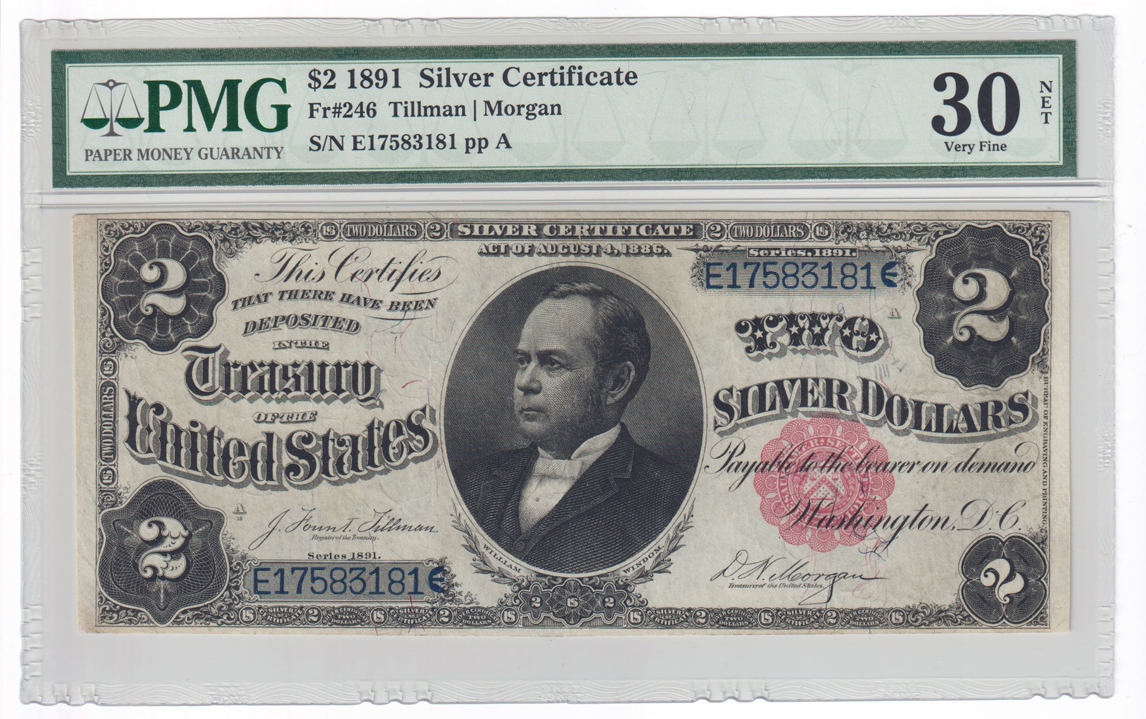 PMG
PAPER MONEY GUARANTY
$2 1891 Silver Certificate
Fr#246 Tillman | Morgan
S/N E17583181 pp A
30
NET
Very Fine
TWO DOLLARS 2 SILVER CERTIFICATE 2 TWO DOLLARS
ACT OF AUGUST 4, 1886.
Series, 1891.
E17583181
2
2
This Certifies
THAT THERE HAVE BEEN
DEPOSITED
IN THE
Treasury
OF THE
United States
TWO DOLLARS
TWO
A
SILVER DOLLARS
Payable to the bearer on demand
Washington, D.C.
BUREAU OF ENGRAVING AND PRINTING
2
A
J. Fount. Tillman
Register of the Treasury.
Series 1891.
E17583181
WILLIAM WINDOM.
D. N. Morgan
Treasurer of the United States.
2
2 2